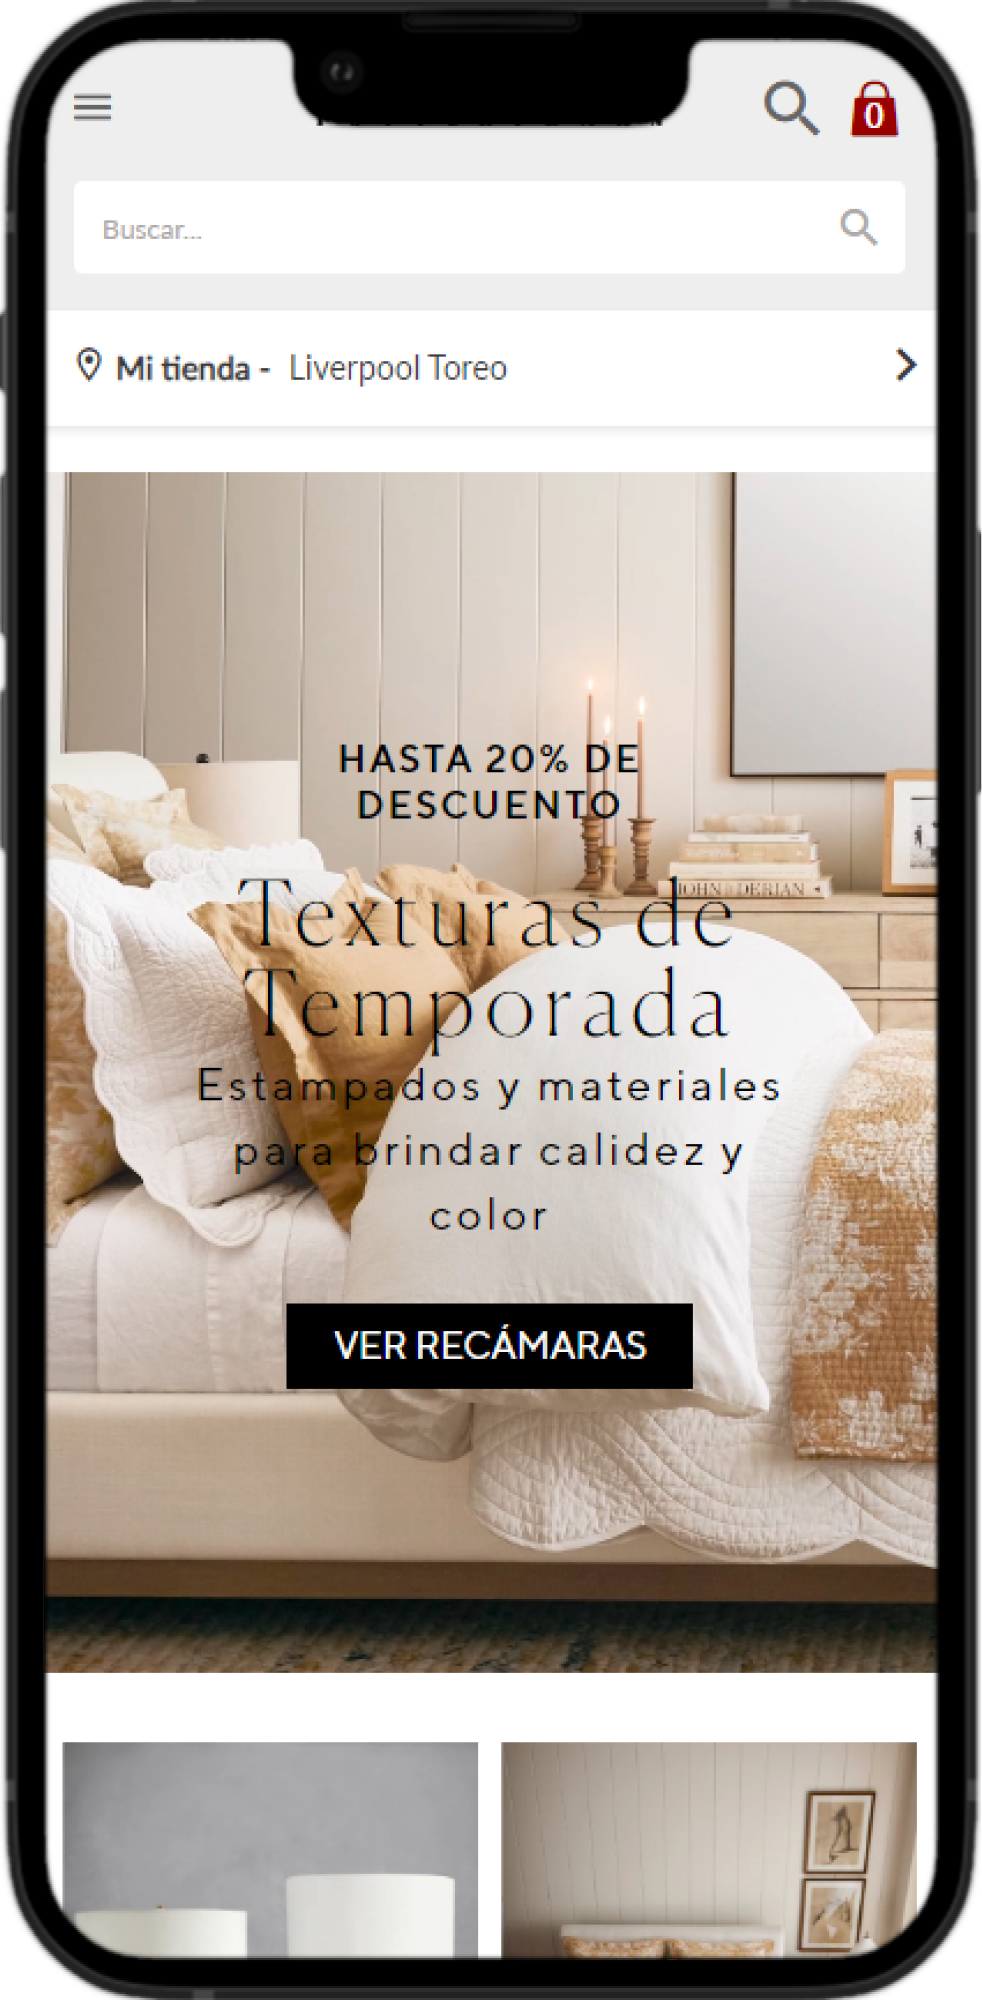 0
Buscar...
Mi tienda - Liverpool Toreo
HASTA 20% DE
DESCUENTO
Texturas de
Temporada
Estampados y materiales
para brindar calidez y
color
JOHN DERIAN
VER RECÁMARAS